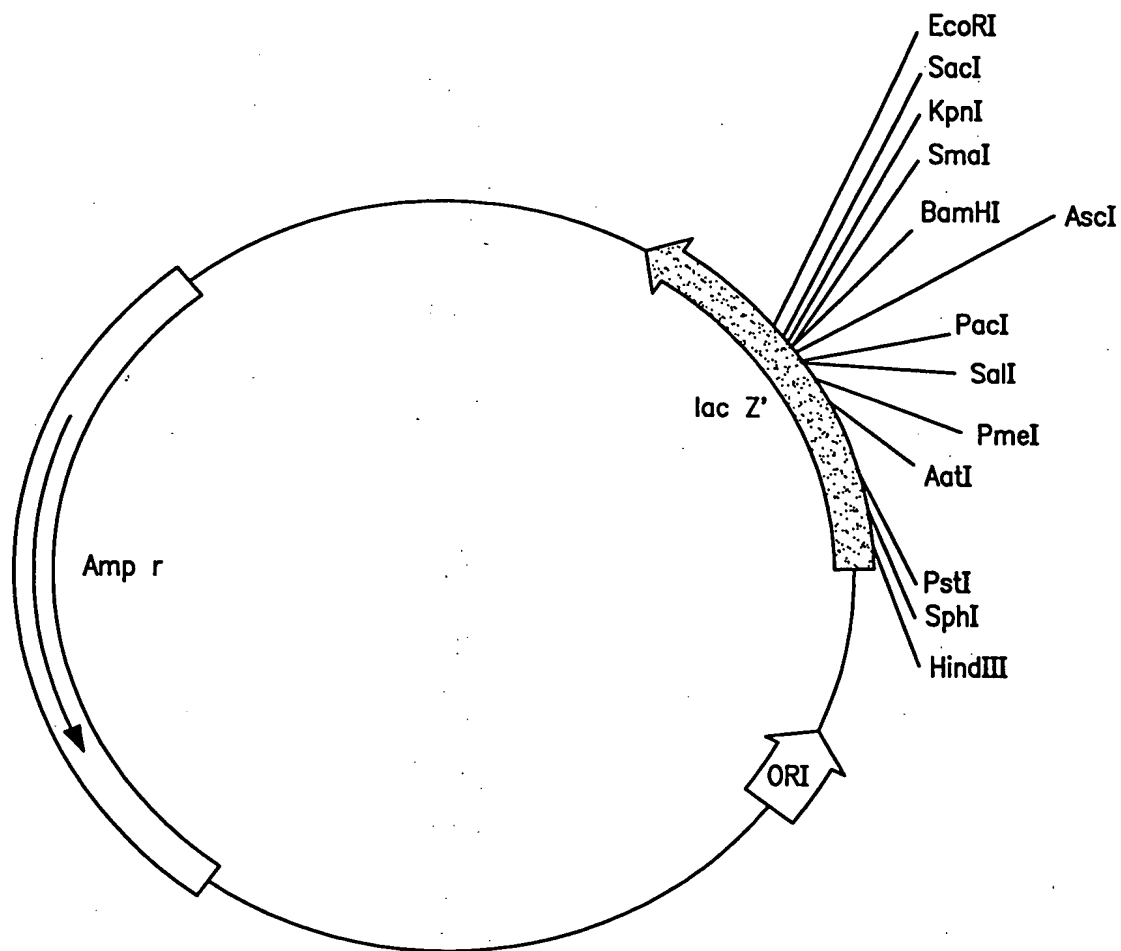 EcoRI
SacI
KpnI
SmaI
BamHI
AscI
PacI
SalI
lac Z'
PmeI
AatI
Amp r
PstI
SphI
HindIII
ORI